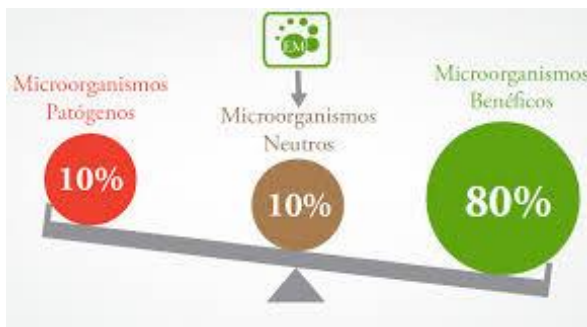 EM
Microorganismos
Patógenos
10%
Microorganismos
Neutros
10%
Microorganismos
Benéficos
80%